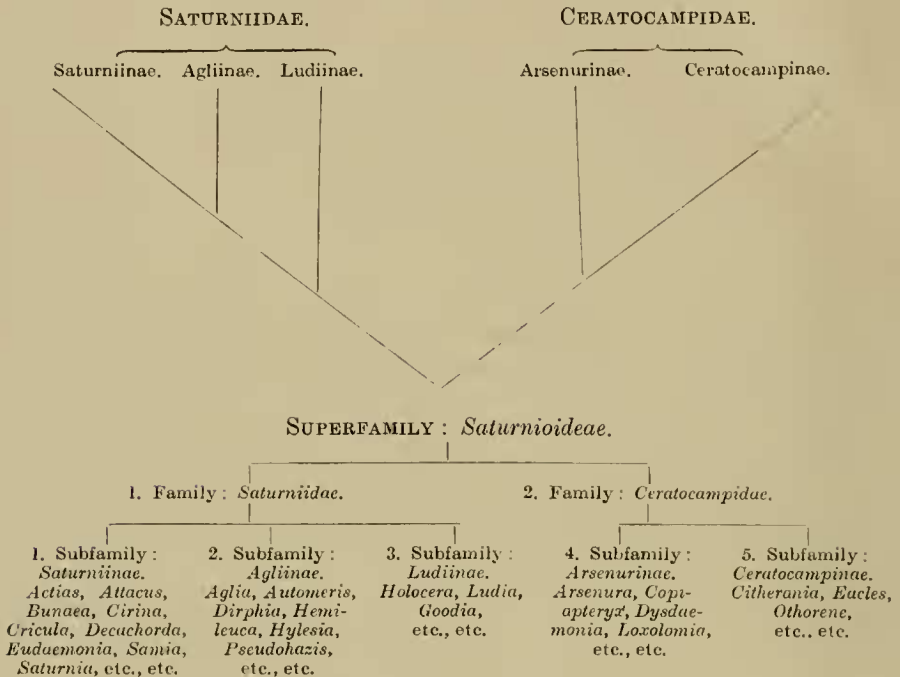 SATURNIIDAE. CERATOCAMPIDAE.
Saturniinae. Agliinae. Ludiinae. Arsenurinae. Ceratocampinae.
SUPERFAMILY : Saturnioideae.
1. Family : Saturniidae. 2. Family : Ceratocampidae.
1. Subfamily :
Saturniinae.
Actias, Attacus,
Bunaea, Cirina,
Cricula, Decachorda,
Eudaemonia, Samia,
Saturnia, etc., etc.
2. Subfamily :
Agliinae.
Aglia, Automeris,
Dirphia, Hemi-
leuca, Hylesia,
Pseudohazis,
etc., etc.
3. Subfamily :
Ludiinae.
Holocera, Ludia,
Goodia,
etc., etc.
4. Subfamily :
Arsenurinae.
Arsenura, Copi-
apteryx, Dysdae-
monia, Loxolomia,
etc., etc.
5. Subfamily :
Ceratocampinae.
Citherania, Eacles,
Othorene,
etc., etc.